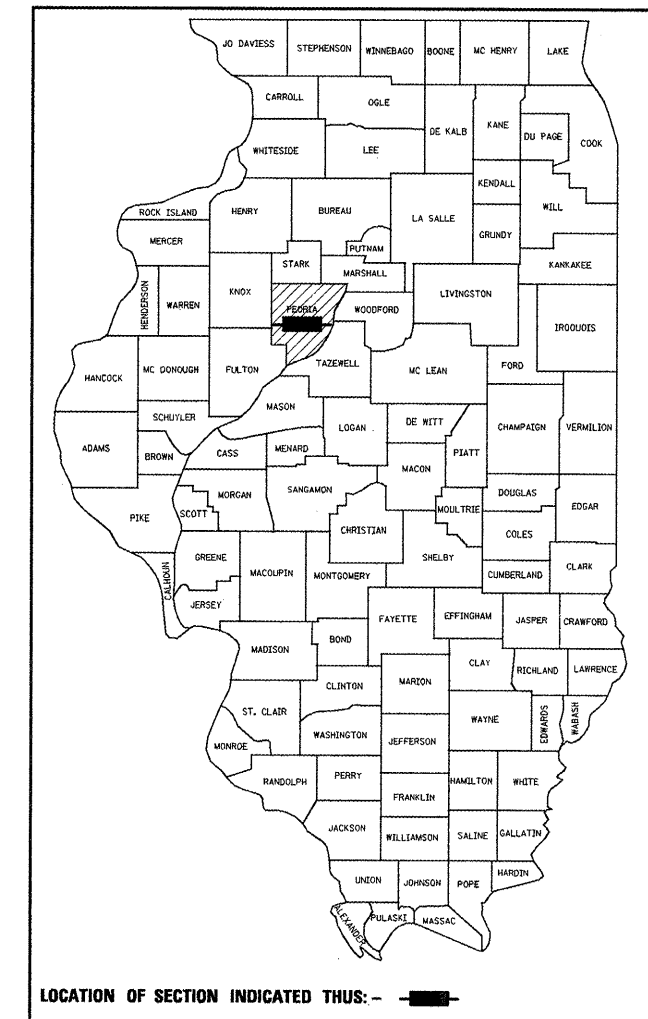 JO DAVIESS STEPHENSON WINNEBAGO BOONE MC HENRY LAKE
CARROLL OGLE DE KALB KANE DU PAGE COOK
WHITESIDE LEE
KENDALL WILL
ROCK ISLAND HENRY BUREAU LA SALLE GRUNDY
MERCER PUTNAM
STARK MARSHALL KANKAKEE
HENDERSON WARREN KNOX PEORIA WOODFORD LIVINGSTON IROQUOIS
HANCOCK MC DONOUGH FULTON TAZEWELL MC LEAN FORD
MASON
SCHUYLER LOGAN DE WITT CHAMPAIGN VERMILION
ADAMS BROWN CASS MENARD MACON PIATT
PIKE SCOTT MORGAN SANGAMON MOULTRIE DOUGLAS EDGAR
CHRISTIAN COLES
CALHOUN GREENE MACOUPIN MONTGOMERY SHELBY CUMBERLAND CLARK
JERSEY FAYETTE EFFINGHAM JASPER CRAWFORD
MADISON BOND CLAY RICHLAND LAWRENCE
CLINTON MARION
ST. CLAIR WASHINGTON WAYNE EDWARDS WABASH
MONROE JEFFERSON
RANDOLPH PERRY HAMILTON WHITE
FRANKLIN
JACKSON WILLIAMSON SALINE GALLATIN
UNION JOHNSON POPE HARDIN
ALEXANDER PULASKI MASSAC
LOCATION OF SECTION INDICATED THUS: -